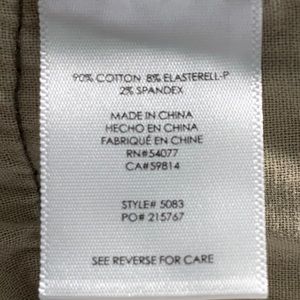 90% COTTON 8% ELASTERELL-P
2% SPANDEX
MADE IN CHINA
HECHO EN CHINA
FABRIQUÉ EN CHINE
RN#54077
CA#59814
STYLE# 5083
PO# 215767
SEE REVERSE FOR CARE